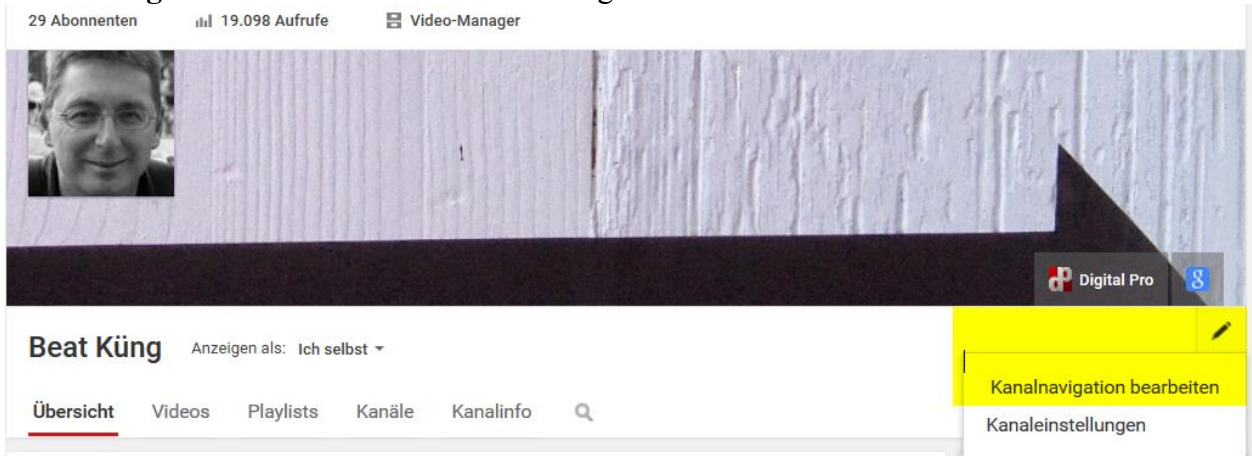 29 Abonnenten 19.098 Aufrufe Video-Manager
Digital Pro 8
Beat Küng Anzeigen als: Ich selbst
Kanalnavigation bearbeiten
Übersicht Videos Playlists Kanäle Kanalinfo
Kanaleinstellungen